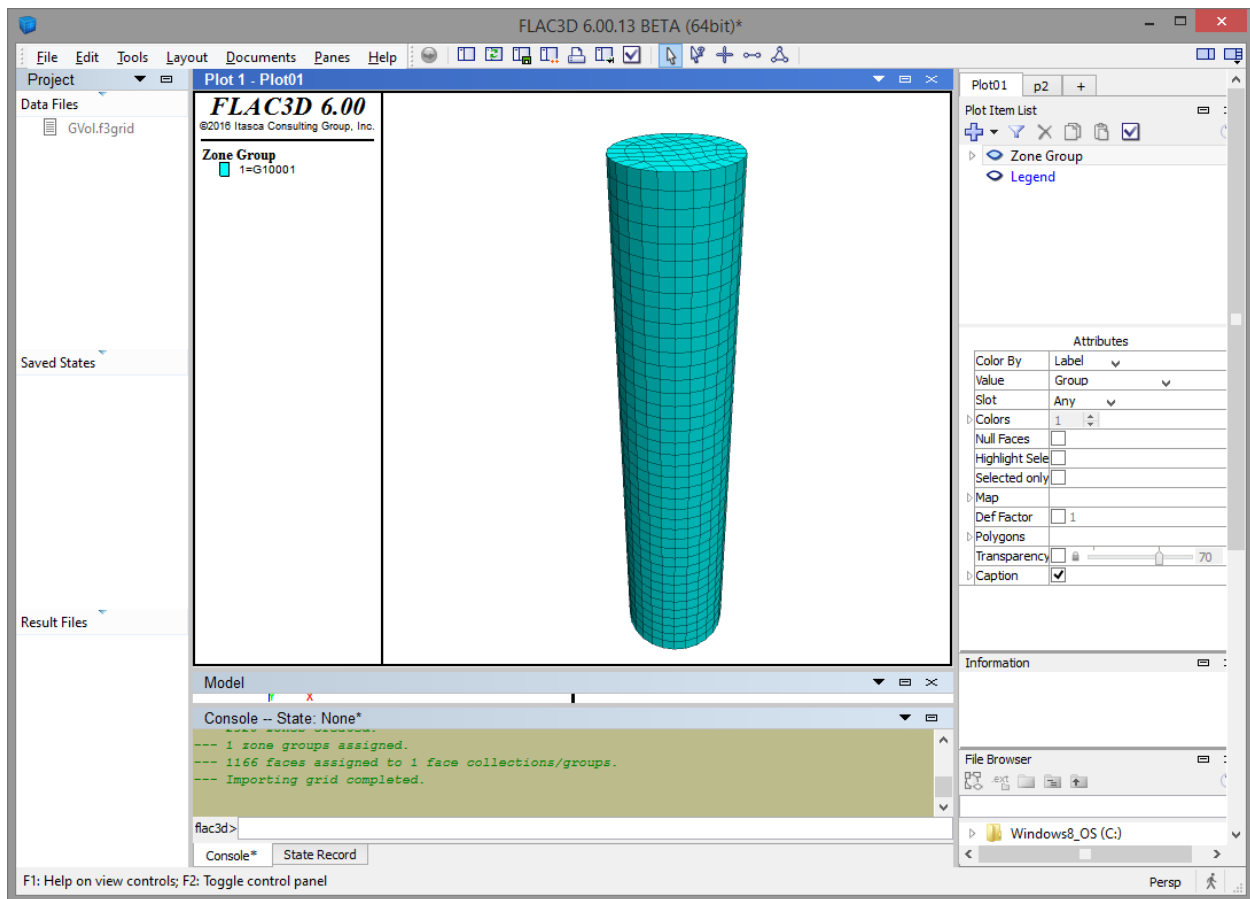 FLAC3D 6.00.13 BETA (64bit)*
File Edit Tools Layout Documents Panes Help
Project
Data Files
GVol.f3grid
Saved States
Result Files
Plot 1 - Plot01
FLAC3D 6.00
©2016 Itasca Consulting Group, Inc.
Zone Group
1=G10001
Model
Y X
Console -- State: None*
--- 1 zone groups assigned.
--- 1166 faces assigned to 1 face collections/groups.
--- Importing grid completed.
flac3d>
Console* State Record
Plot01 p2 +
Plot Item List
Zone Group
Legend
Attributes
Color By Label
Value Group
Slot Any
Colors 1
Null Faces
Highlight Sele
Selected only
Map
Def Factor 1
Polygons
Transparency 70
Caption
Information
File Browser
.ext
Windows8_OS (C:)
F1: Help on view controls; F2: Toggle control panel
Persp